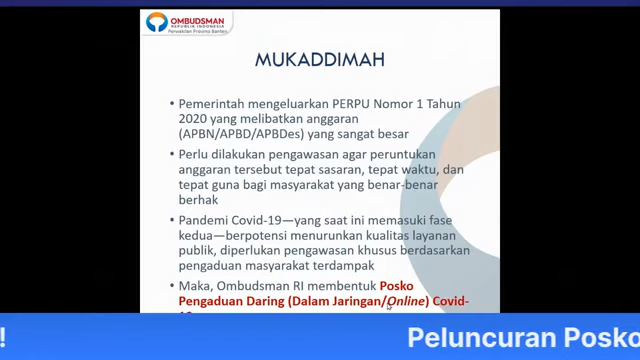 OMBUDSMAN
REPUBLIK INDONESIA
Perwakilan Provinsi Banten
MUKADDIMAH
• Pemerintah mengeluarkan PERPU Nomor 1 Tahun
2020 yang melibatkan anggaran
(APBN/APBD/APBDes) yang sangat besar
• Perlu dilakukan pengawasan agar peruntukan
anggaran tersebut tepat sasaran, tepat waktu, dan
tepat guna bagi masyarakat yang benar-benar
berhak
• Pandemi Covid-19—yang saat ini memasuki fase
kedua—berpotensi menurunkan kualitas layanan
publik, diperlukan pengawasan khusus berdasarkan
pengaduan masyarakat terdampak
• Maka, Ombudsman RI membentuk Posko
Pengaduan Daring (Dalam Jaringan/Online) Covid-
! Peluncuran Posko